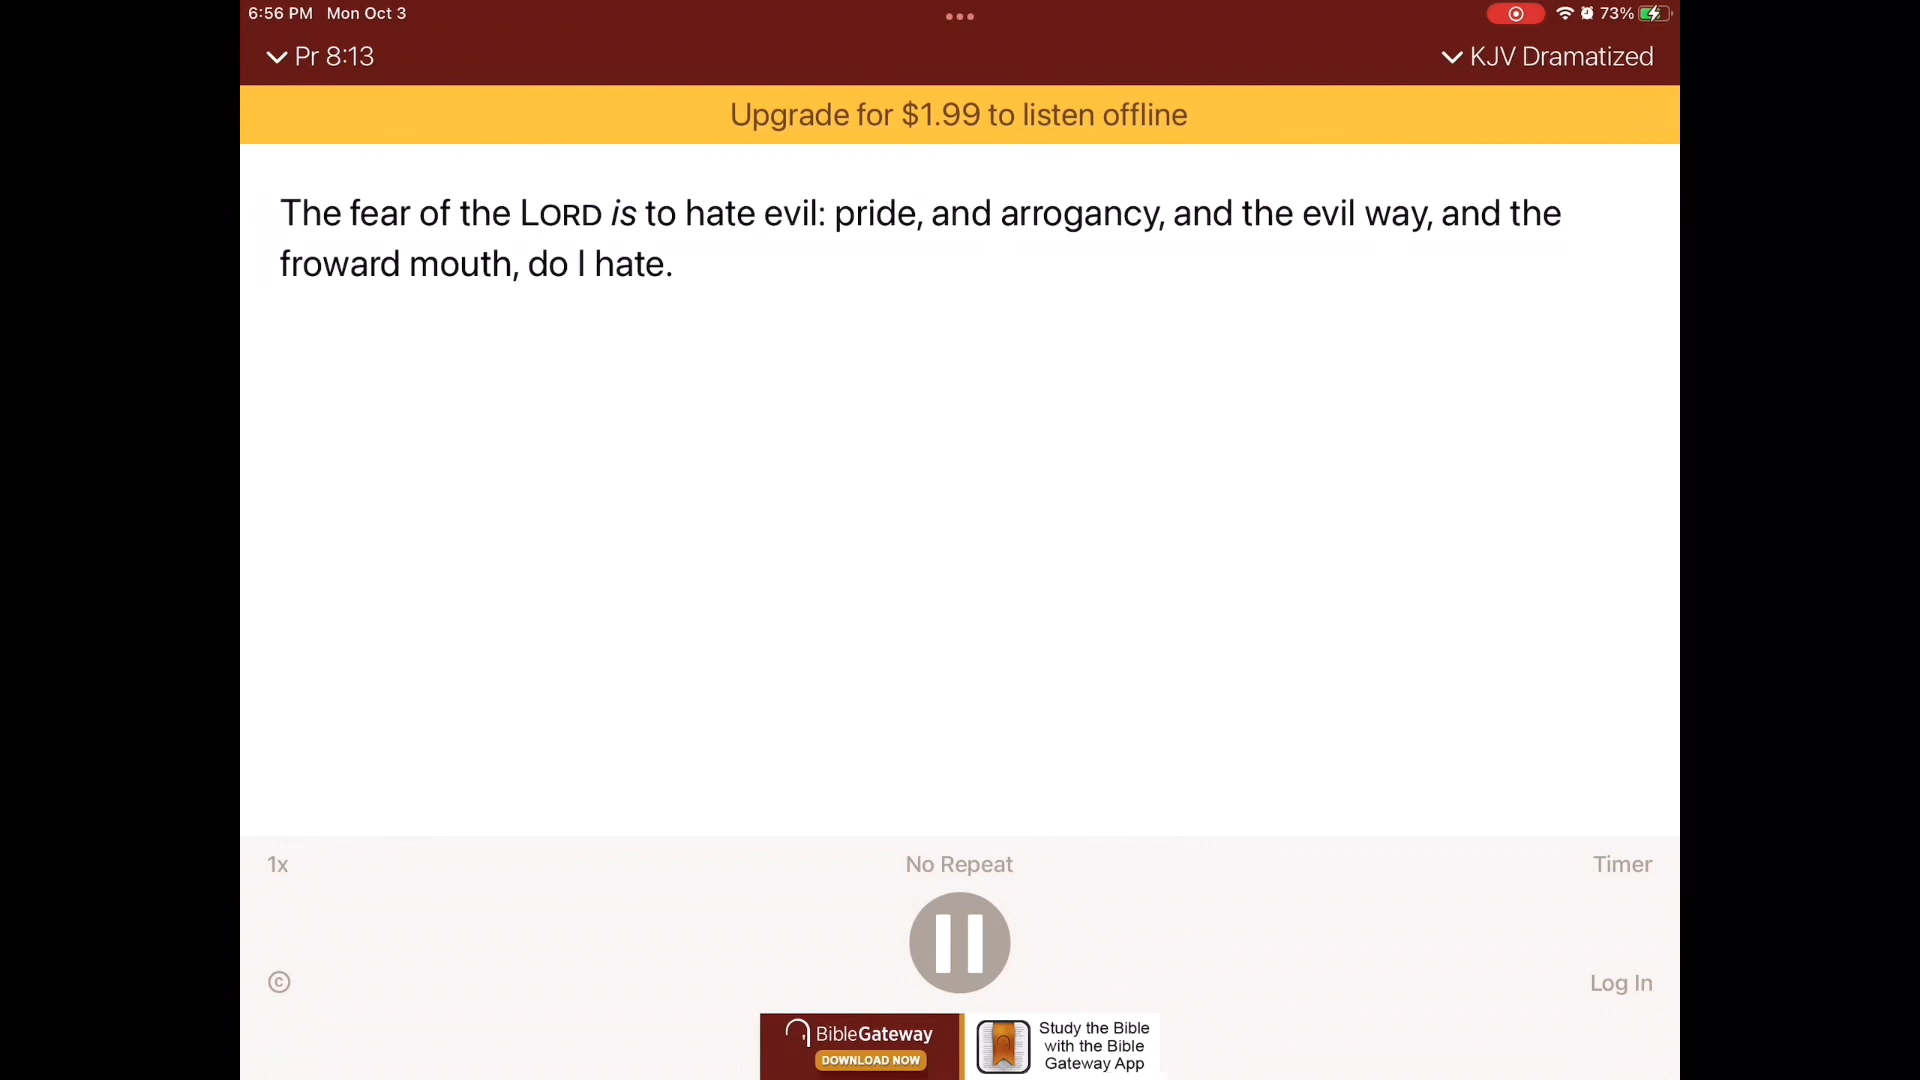 6:56 PM Mon Oct 3
73%
Pr 8:13
KJV Dramatized
Upgrade for $1.99 to listen offline
The fear of the LORD is to hate evil: pride, and arrogancy, and the evil way, and the
froward mouth, do I hate.
1x
No Repeat
Timer
©
Log In
BibleGateway
DOWNLOAD NOW
Study the Bible
with the Bible
Gateway App